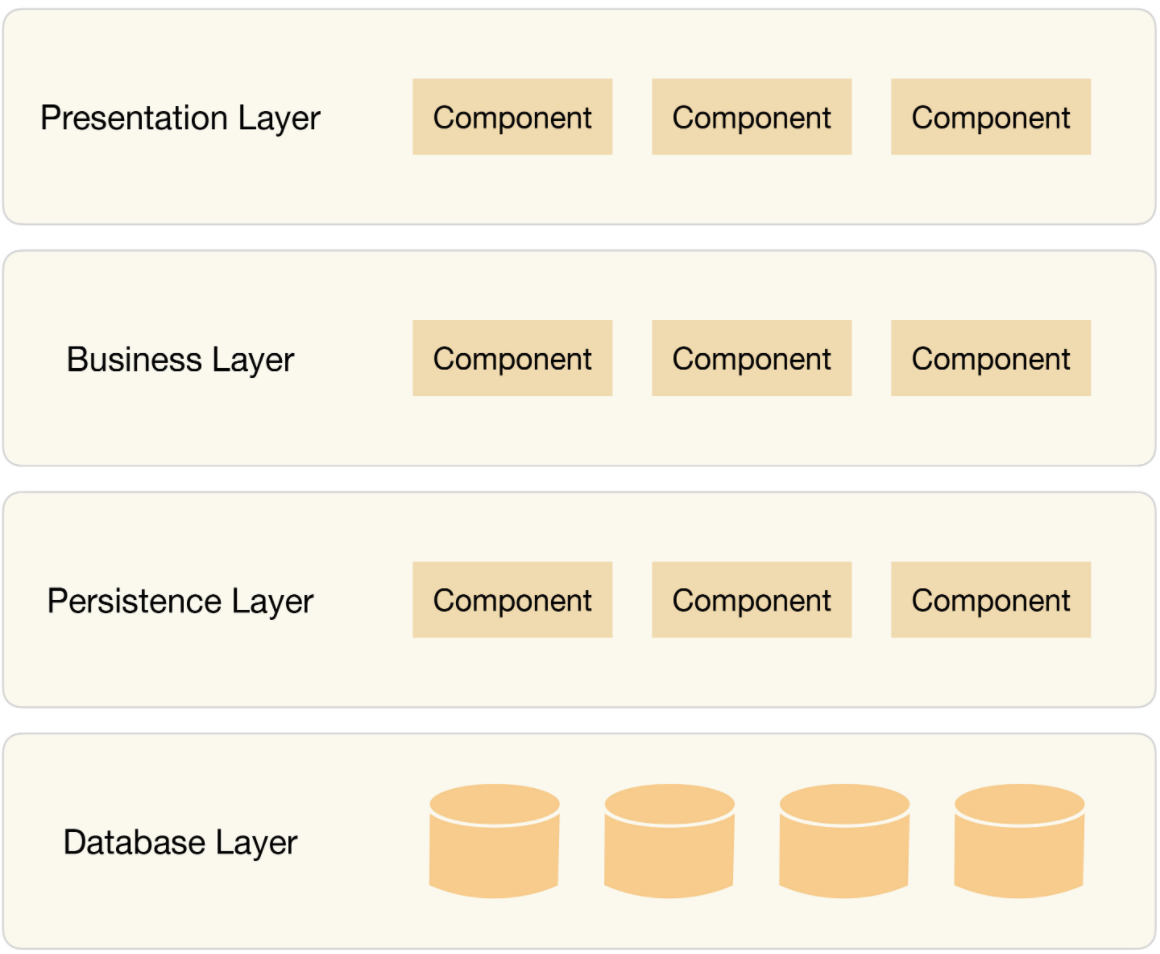 Presentation Layer
Component Component Component
Business Layer
Component Component Component
Persistence Layer
Component Component Component
Database Layer